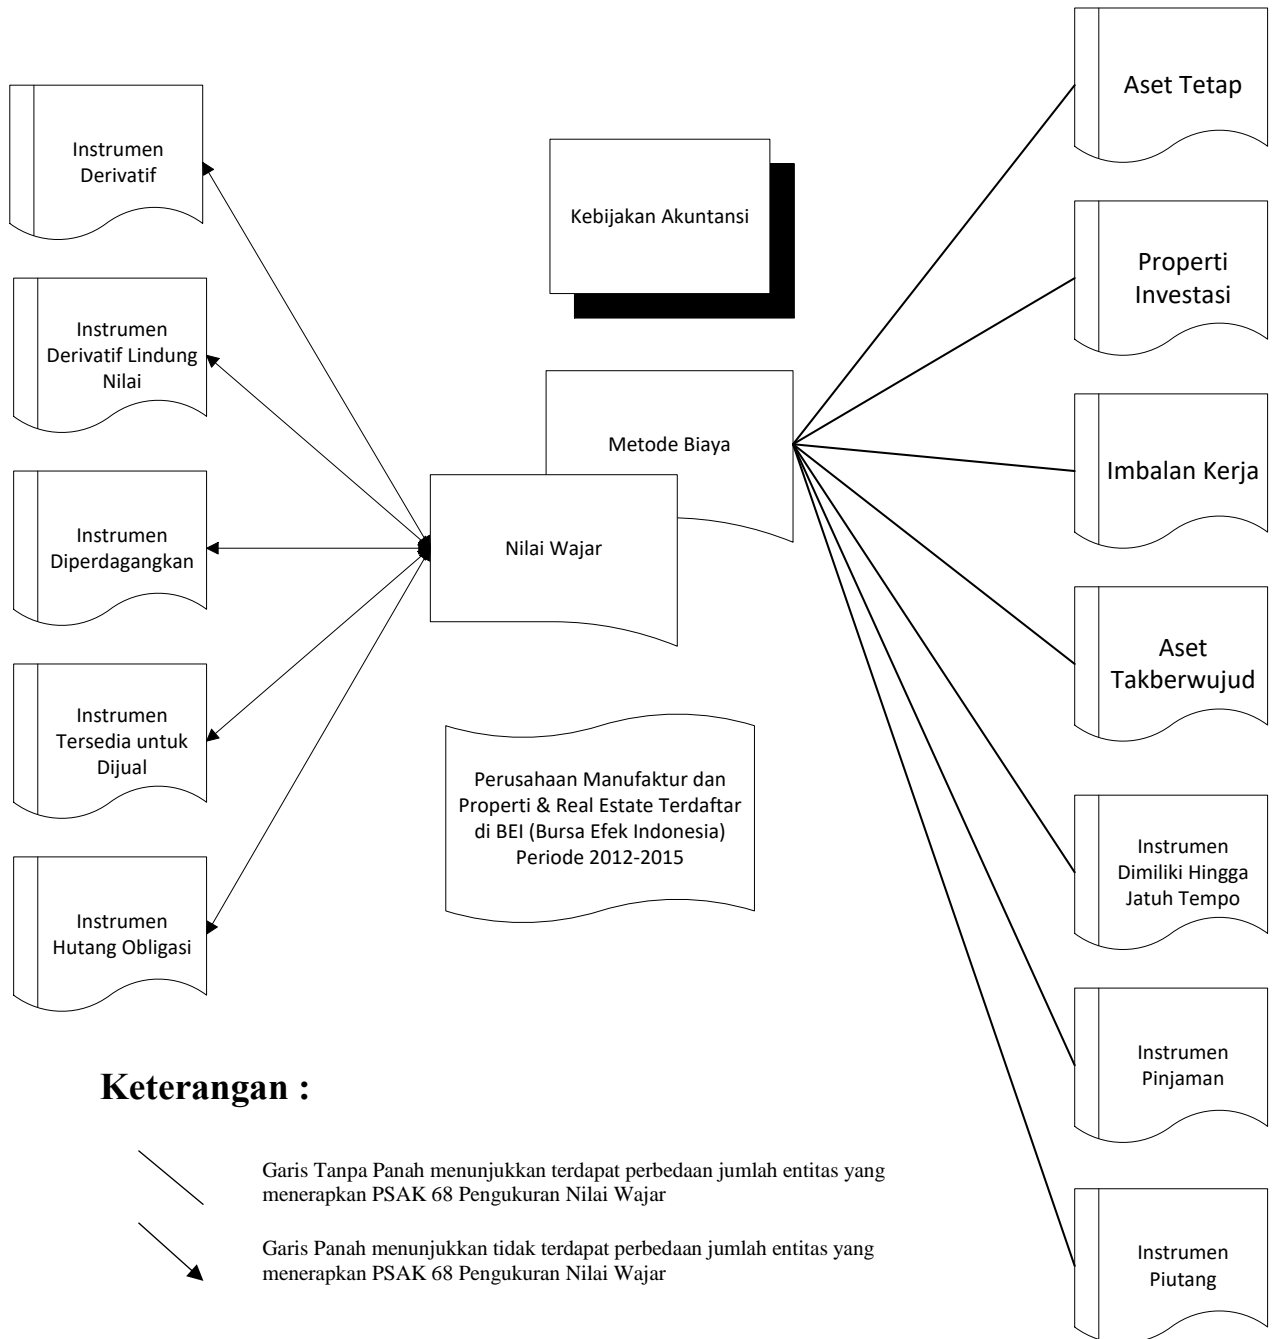 Instrumen
Derivatif
Instrumen
Derivatif Lindung
Nilai
Instrumen
Diperdagangkan
Instrumen
Tersedia untuk
Dijual
Instrumen
Hutang Obligasi
Kebijakan Akuntansi
Metode Biaya
Nilai Wajar
Perusahaan Manufaktur dan
Properti & Real Estate Terdaftar
di BEI (Bursa Efek Indonesia)
Periode 2012-2015
Aset Tetap
Properti
Investasi
Imbalan Kerja
Aset
Takberwujud
Instrumen
Dimiliki Hingga
Jatuh Tempo
Instrumen
Pinjaman
Instrumen
Piutang
Keterangan :
Garis Tanpa Panah menunjukkan terdapat perbedaan jumlah entitas yang
menerapkan PSAK 68 Pengukuran Nilai Wajar
Garis Panah menunjukkan tidak terdapat perbedaan jumlah entitas yang
menerapkan PSAK 68 Pengukuran Nilai Wajar